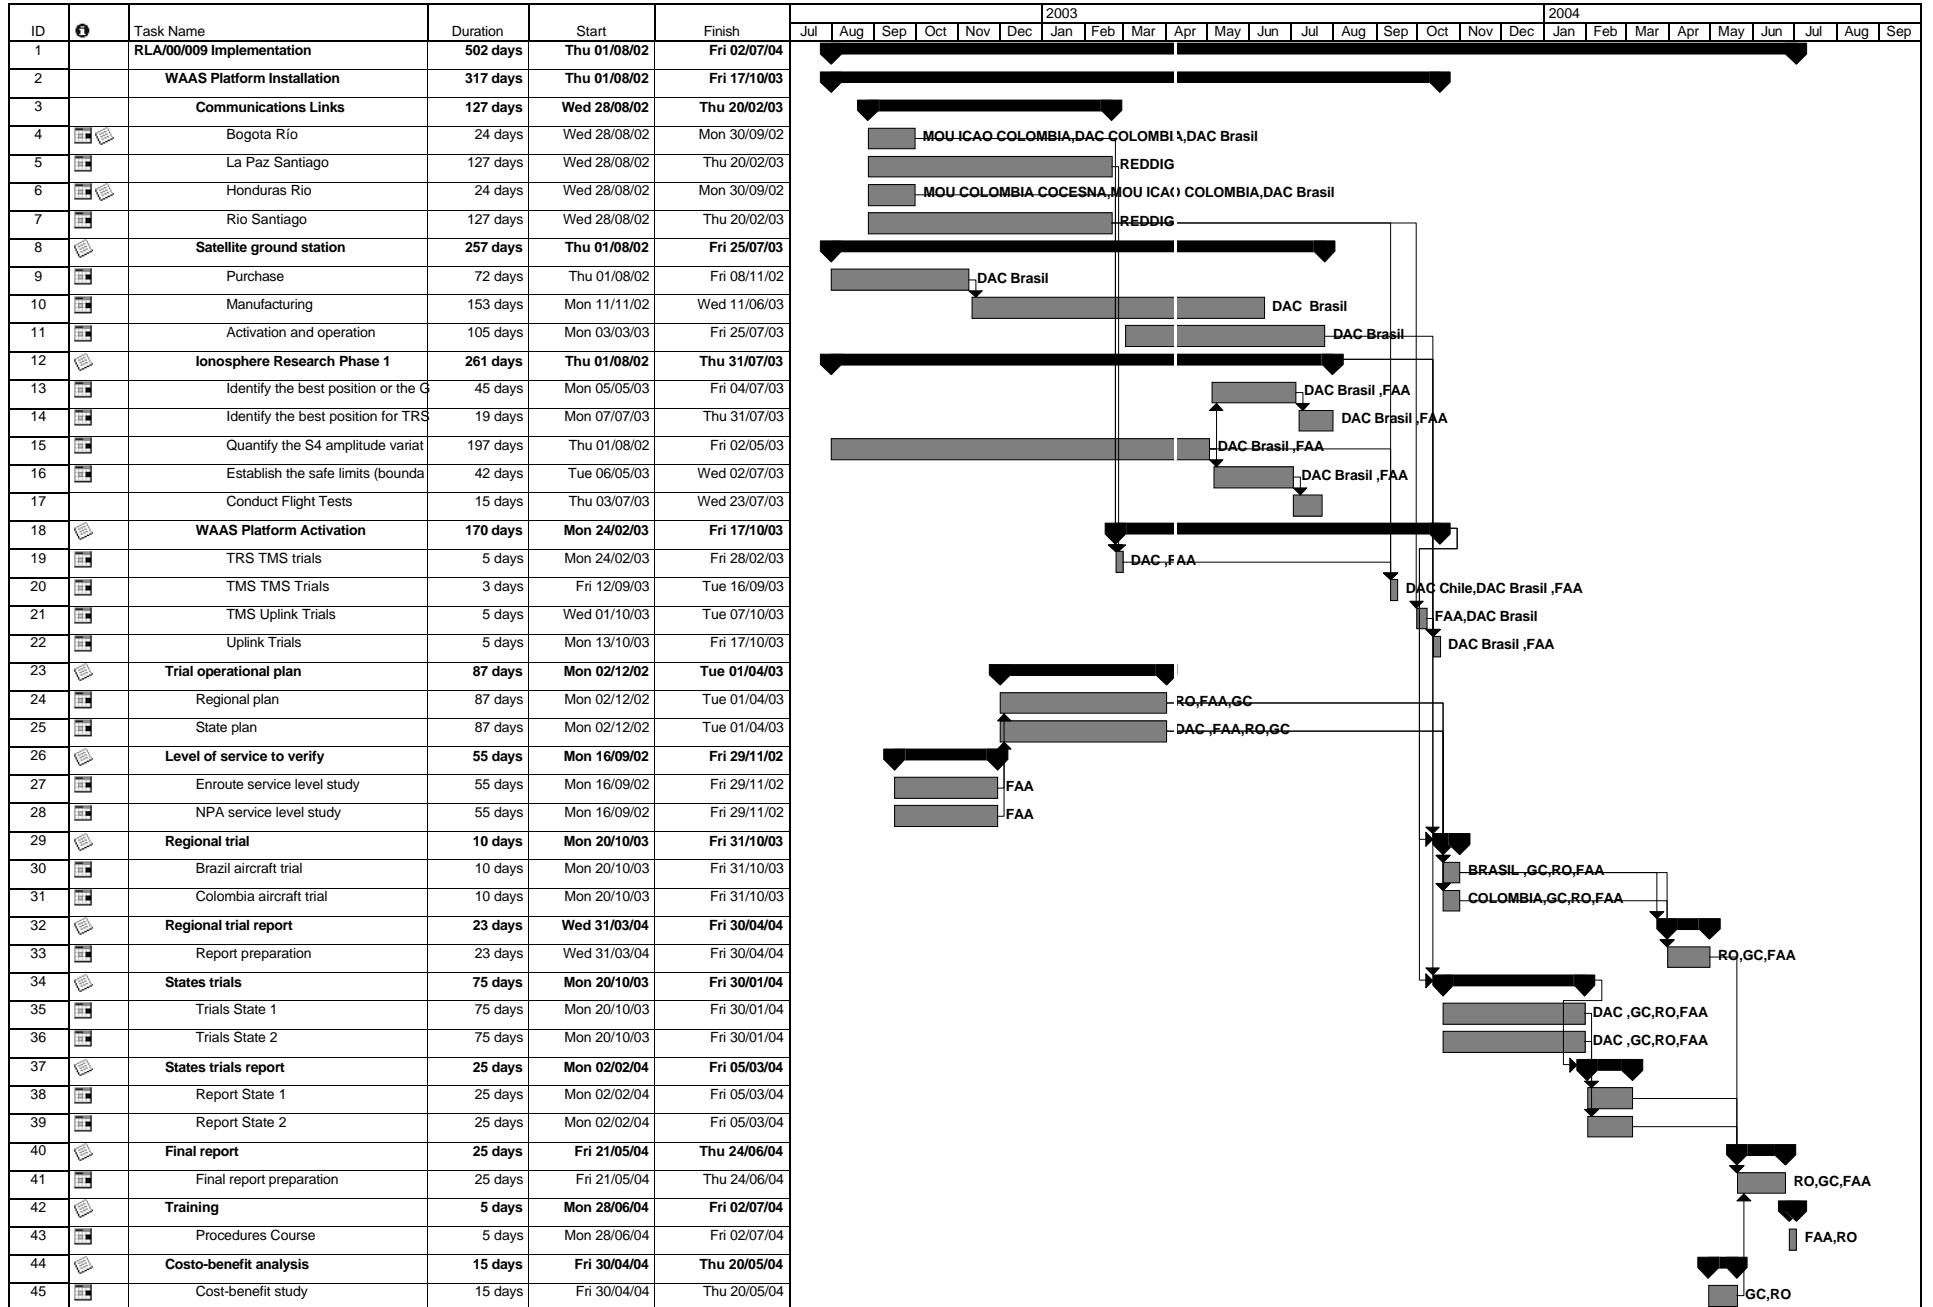 2003 2004
ID Task Name Duration Start Finish Jul Aug Sep Oct Nov Dec Jan Feb Mar Apr May Jun Jul Aug Sep Oct Nov Dec Jan Feb Mar Apr May Jun Jul Aug Sep
1 RLA/00/009 Implementation 502 days Thu 01/08/02 Fri 02/07/04
2 WAAS Platform Installation 317 days Thu 01/08/02 Fri 17/10/03
3 Communications Links 127 days Wed 28/08/02 Thu 20/02/03
4 Bogota Río 24 days Wed 28/08/02 Mon 30/09/02 MOU ICAO COLOMBIA,DAC COLOMBIA,DAC Brasil
5 La Paz Santiago 127 days Wed 28/08/02 Thu 20/02/03 REDDIG
6 Honduras Rio 24 days Wed 28/08/02 Mon 30/09/02 MOU COLOMBIA COCESNA,MOU ICAO COLOMBIA,DAC Brasil
7 Rio Santiago 127 days Wed 28/08/02 Thu 20/02/03 REDDIG
8 Satellite ground station 257 days Thu 01/08/02 Fri 25/07/03
9 Purchase 72 days Thu 01/08/02 Fri 08/11/02 DAC Brasil
10 Manufacturing 153 days Mon 11/11/02 Wed 11/06/03 DAC Brasil
11 Activation and operation 105 days Mon 03/03/03 Fri 25/07/03 DAC Brasil
12 Ionosphere Research Phase 1 261 days Thu 01/08/02 Thu 31/07/03
13 Identify the best position or the G 45 days Mon 05/05/03 Fri 04/07/03 DAC Brasil ,FAA
14 Identify the best position for TRS 19 days Mon 07/07/03 Thu 31/07/03 DAC Brasil ,FAA
15 Quantify the S4 amplitude variat 197 days Thu 01/08/02 Fri 02/05/03 DAC Brasil ,FAA
16 Establish the safe limits (bounda 42 days Tue 06/05/03 Wed 02/07/03 DAC Brasil ,FAA
17 Conduct Flight Tests 15 days Thu 03/07/03 Wed 23/07/03
18 WAAS Platform Activation 170 days Mon 24/02/03 Fri 17/10/03
19 TRS TMS trials 5 days Mon 24/02/03 Fri 28/02/03 DAC ,FAA
20 TMS TMS Trials 3 days Fri 12/09/03 Tue 16/09/03 DAC Chile,DAC Brasil ,FAA
21 TMS Uplink Trials 5 days Wed 01/10/03 Tue 07/10/03 FAA,DAC Brasil
22 Uplink Trials 5 days Mon 13/10/03 Fri 17/10/03 DAC Brasil ,FAA
23 Trial operational plan 87 days Mon 02/12/02 Tue 01/04/03
24 Regional plan 87 days Mon 02/12/02 Tue 01/04/03 RO,FAA,GC
25 State plan 87 days Mon 02/12/02 Tue 01/04/03 DAC ,FAA,RO,GC
26 Level of service to verify 55 days Mon 16/09/02 Fri 29/11/02
27 Enroute service level study 55 days Mon 16/09/02 Fri 29/11/02 FAA
28 NPA service level study 55 days Mon 16/09/02 Fri 29/11/02 FAA
29 Regional trial 10 days Mon 20/10/03 Fri 31/10/03
30 Brazil aircraft trial 10 days Mon 20/10/03 Fri 31/10/03 BRASIL ,GC,RO,FAA
31 Colombia aircraft trial 10 days Mon 20/10/03 Fri 31/10/03 COLOMBIA,GC,RO,FAA
32 Regional trial report 23 days Wed 31/03/04 Fri 30/04/04
33 Report preparation 23 days Wed 31/03/04 Fri 30/04/04 RO,GC,FAA
34 States trials 75 days Mon 20/10/03 Fri 30/01/04
35 Trials State 1 75 days Mon 20/10/03 Fri 30/01/04 DAC ,GC,RO,FAA
36 Trials State 2 75 days Mon 20/10/03 Fri 30/01/04 DAC ,GC,RO,FAA
37 States trials report 25 days Mon 02/02/04 Fri 05/03/04
38 Report State 1 25 days Mon 02/02/04 Fri 05/03/04
39 Report State 2 25 days Mon 02/02/04 Fri 05/03/04
40 Final report 25 days Fri 21/05/04 Thu 24/06/04
41 Final report preparation 25 days Fri 21/05/04 Thu 24/06/04 RO,GC,FAA
42 Training 5 days Mon 28/06/04 Fri 02/07/04
43 Procedures Course 5 days Mon 28/06/04 Fri 02/07/04 FAA,RO
44 Costo-benefit analysis 15 days Fri 30/04/04 Thu 20/05/04
45 Cost-benefit study 15 days Fri 30/04/04 Thu 20/05/04 GC,RO